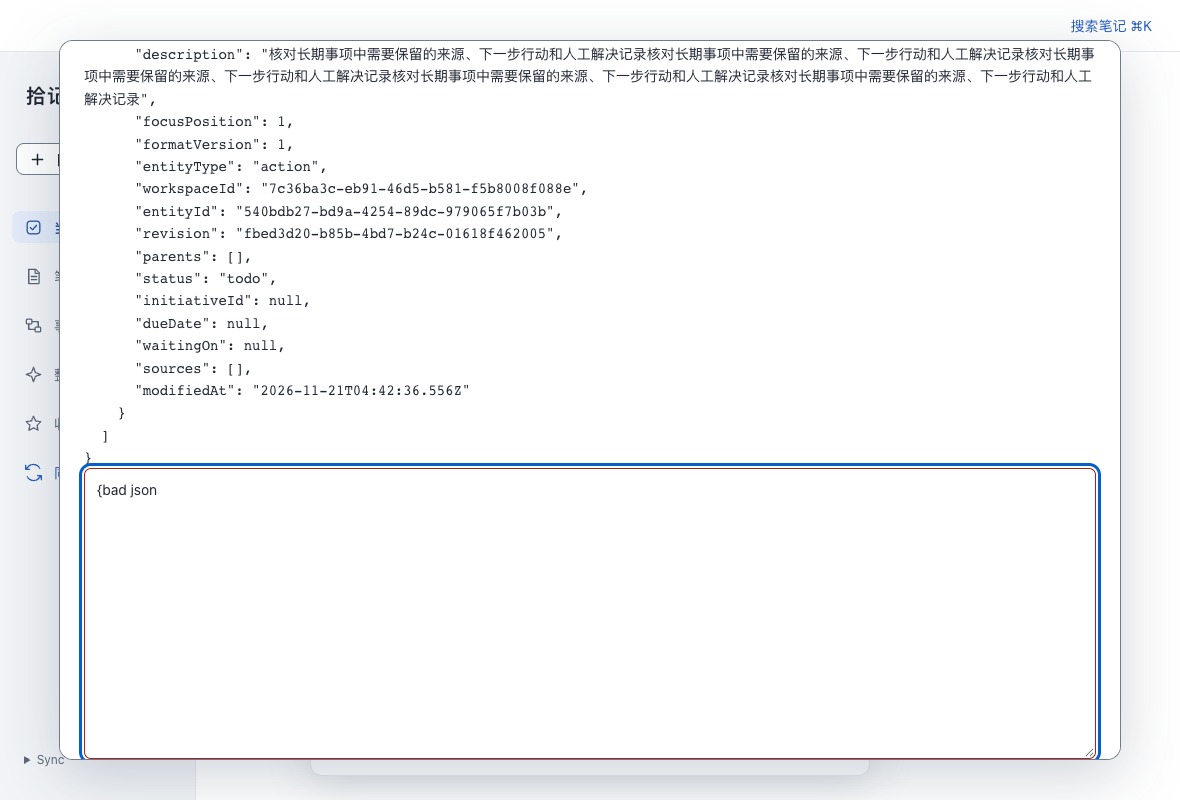 搜索笔记 ⌘K
拾记
"description": "核对长期事项中需要保留的来源、下一步行动和人工解决记录核对长期事项中需要保留的来源、下一步行动和人工解决记录核对长期事
项中需要保留的来源、下一步行动和人工解决记录核对长期事项中需要保留的来源、下一步行动和人工解决记录核对长期事项中需要保留的来源、下一步行动和人工
解决记录",
"focusPosition": 1,
"formatVersion": 1,
"entityType": "action",
"workspaceId": "7c36ba3c-eb91-46d5-b581-f5b8008f088e",
"entityId": "540bdb27-bd9a-4254-89dc-979065f7b03b",
"revision": "fbed3d20-b85b-4bd7-b24c-01618f462005",
"parents": [],
"status": "todo",
"initiativeId": null,
"dueDate": null,
"waitingOn": null,
"sources": [],
"modifiedAt": "2026-11-21T04:42:36.556Z"
}
]
}
{bad json
Sync